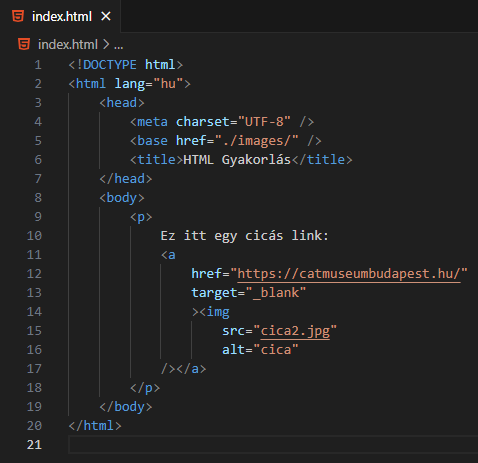 index.html
index.html > ...
1 <!DOCTYPE html>
2 <html lang="hu">
3     <head>
4         <meta charset="UTF-8" />
5         <base href="./images/" />
6         <title>HTML Gyakorlás</title>
7     </head>
8     <body>
9         <p>
10             Ez itt egy cicás link:
11             <a
12                 href="https://catmuseumbudapest.hu/"
13                 target="_blank"
14                 ><img
15                     src="cica2.jpg"
16                     alt="cica"
17             /></a>
18         </p>
19     </body>
20 </html>
21